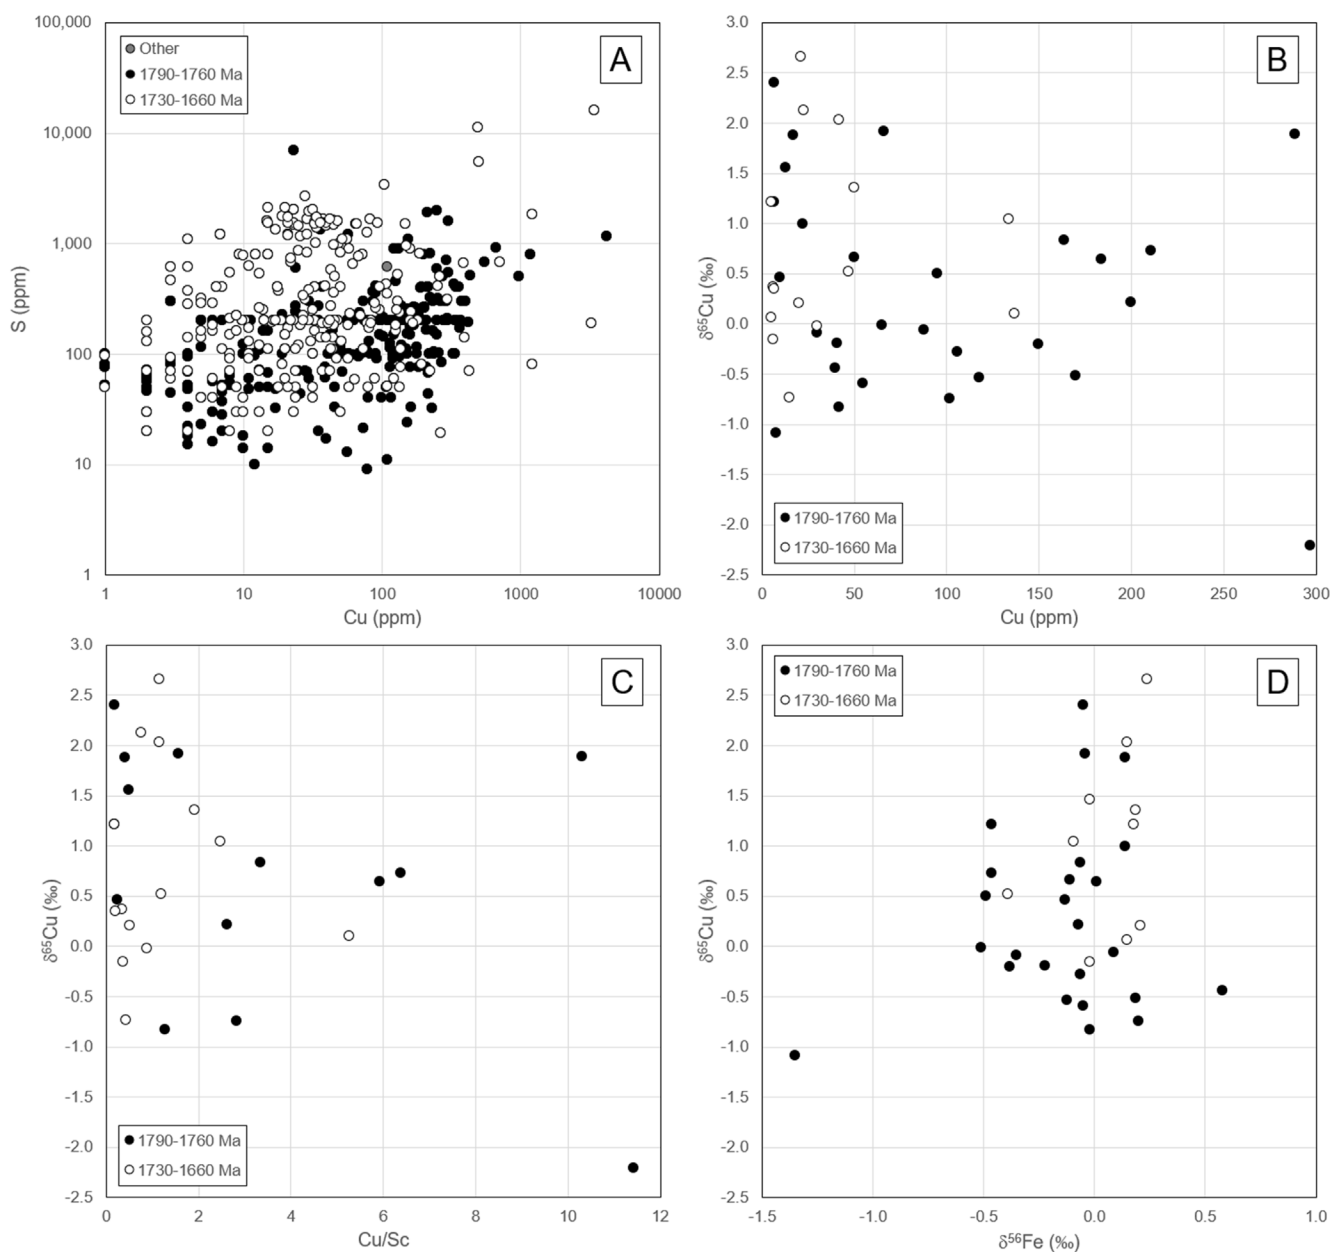 A
Other
1790-1760 Ma
1730-1660 Ma
100,000
10,000
1,000
100
10
1
S (ppm)
1 10 100 1000 10000
Cu (ppm)
B
3.0
2.5
2.0
1.5
1.0
0.5
0.0
-0.5
-1.0
-1.5
-2.0
-2.5
δ⁶⁵Cu (‰)
1790-1760 Ma
1730-1660 Ma
0 50 100 150 200 250 300
Cu (ppm)
C
3.0
2.5
2.0
1.5
1.0
0.5
0.0
-0.5
-1.0
-1.5
-2.0
-2.5
δ⁶⁵Cu (‰)
1790-1760 Ma
1730-1660 Ma
0 2 4 6 8 10 12
Cu/Sc
D
1790-1760 Ma
1730-1660 Ma
3.0
2.5
2.0
1.5
1.0
0.5
0.0
-0.5
-1.0
-1.5
-2.0
-2.5
δ⁶⁵Cu (‰)
-1.5 -1.0 -0.5 0.0 0.5 1.0
δ⁵⁶Fe (‰)